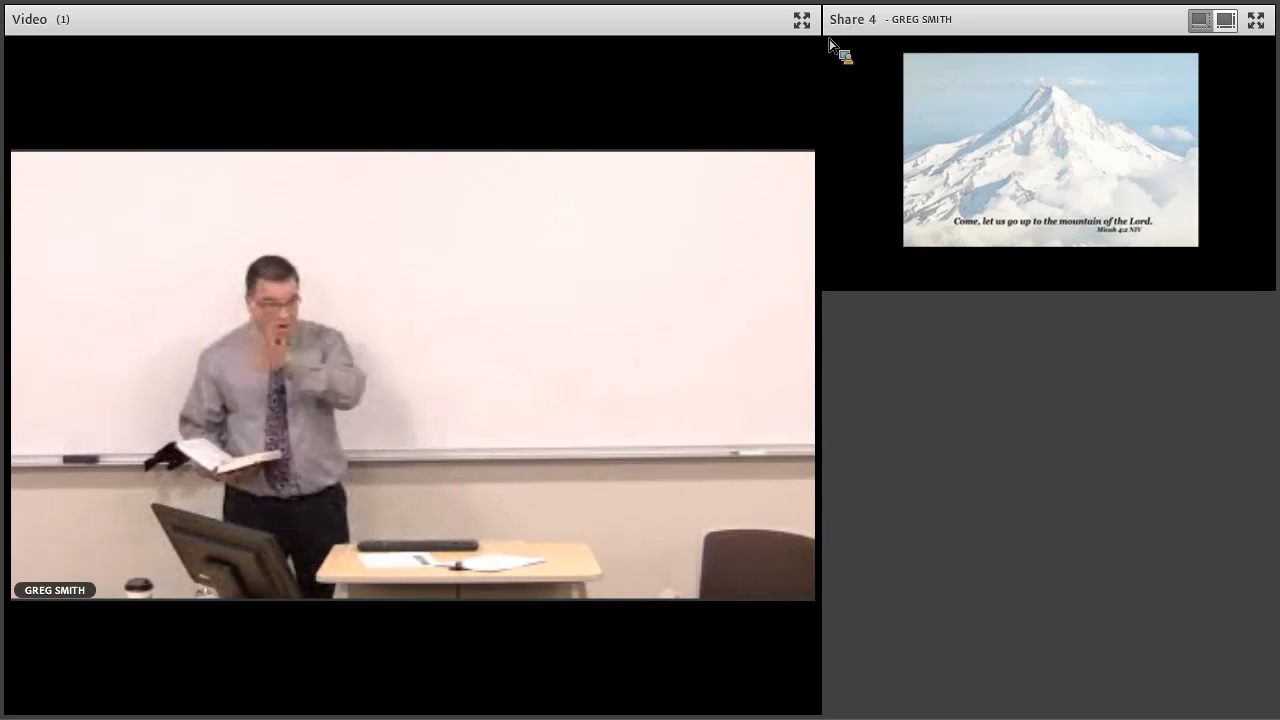 Video (1)
Share 4 - GREG SMITH
Come, let us go up to the mountain of the Lord.
Micah 4:2 NIV
GREG SMITH